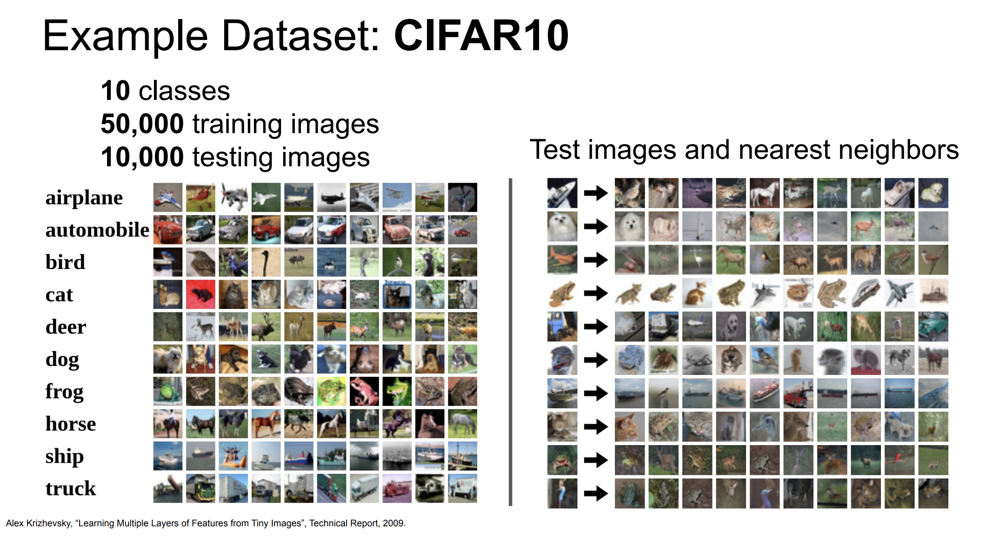 Example Dataset: CIFAR10
10 classes
50,000 training images
10,000 testing images
Test images and nearest neighbors
airplane
automobile
bird
cat
deer
dog
frog
horse
ship
truck
Alex Krizhevsky, “Learning Multiple Layers of Features from Tiny Images”, Technical Report, 2009.